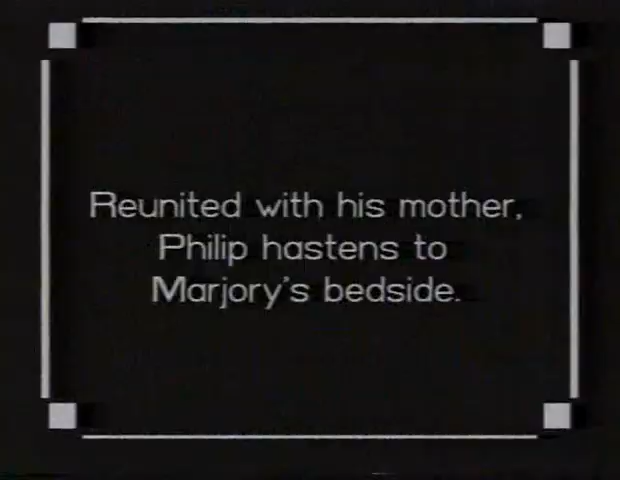 Reunited with his mother,
Philip hastens to
Marjory's bedside.